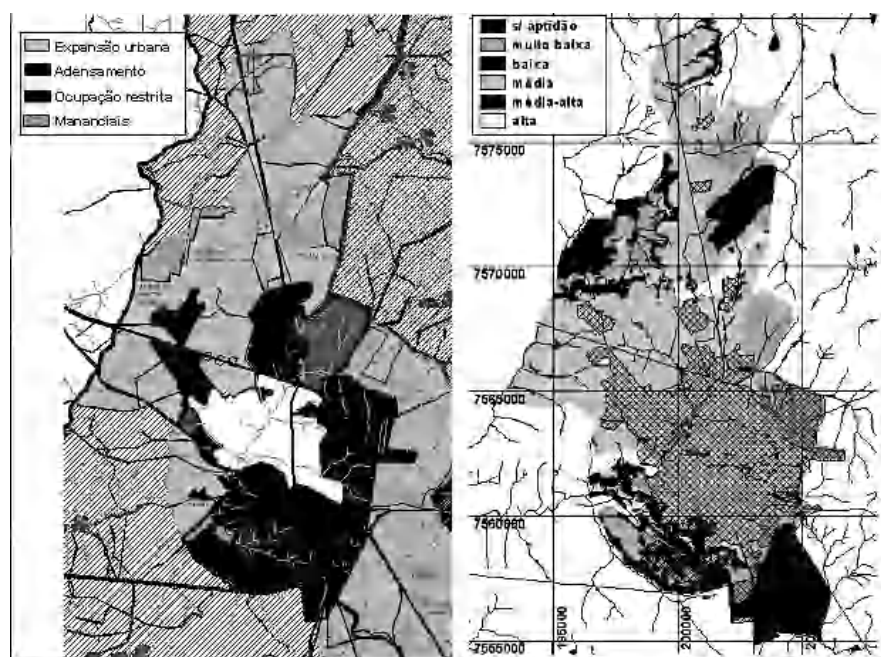 Expansão urbana
Adensamento
Ocupação restrita
Mananciais
s/ aptidão
muito baixa
baixa
média
média-alta
alta
7575000
7570000
7565000
7560000
7555000
195000
200000